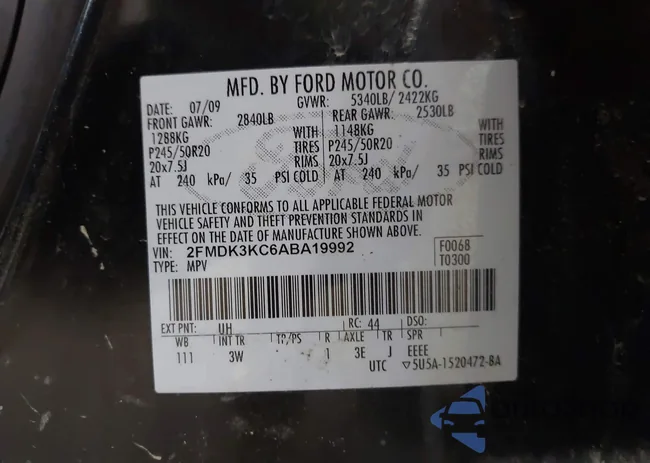 MFD. BY FORD MOTOR CO.
DATE: 07/09 GVWR: 5340LB/ 2422KG
FRONT GAWR: 2840LB REAR GAWR: 2530LB
1288KG WITH 1148KG WITH
P245/50R20 TIRES P245/50R20 TIRES
20x7.5J RIMS 20x7.5J RIMS
AT 240 kPa/ 35 PSI COLD AT 240 kPa/ 35 PSI COLD
THIS VEHICLE CONFORMS TO ALL APPLICABLE FEDERAL MOTOR
VEHICLE SAFETY AND THEFT PREVENTION STANDARDS IN
EFFECT ON THE DATE OF MANUFACTURE SHOWN ABOVE.
VIN: 2FMDK3KC6ABA19992 F0068
TYPE: MPV T0300
EXT PNT: UH RC: 44 DSO:
WB INT TR TP/PS R AXLE TR SPR
111 3W 1 3E J EEEE
UTC ▽5U5A-1520472-BA